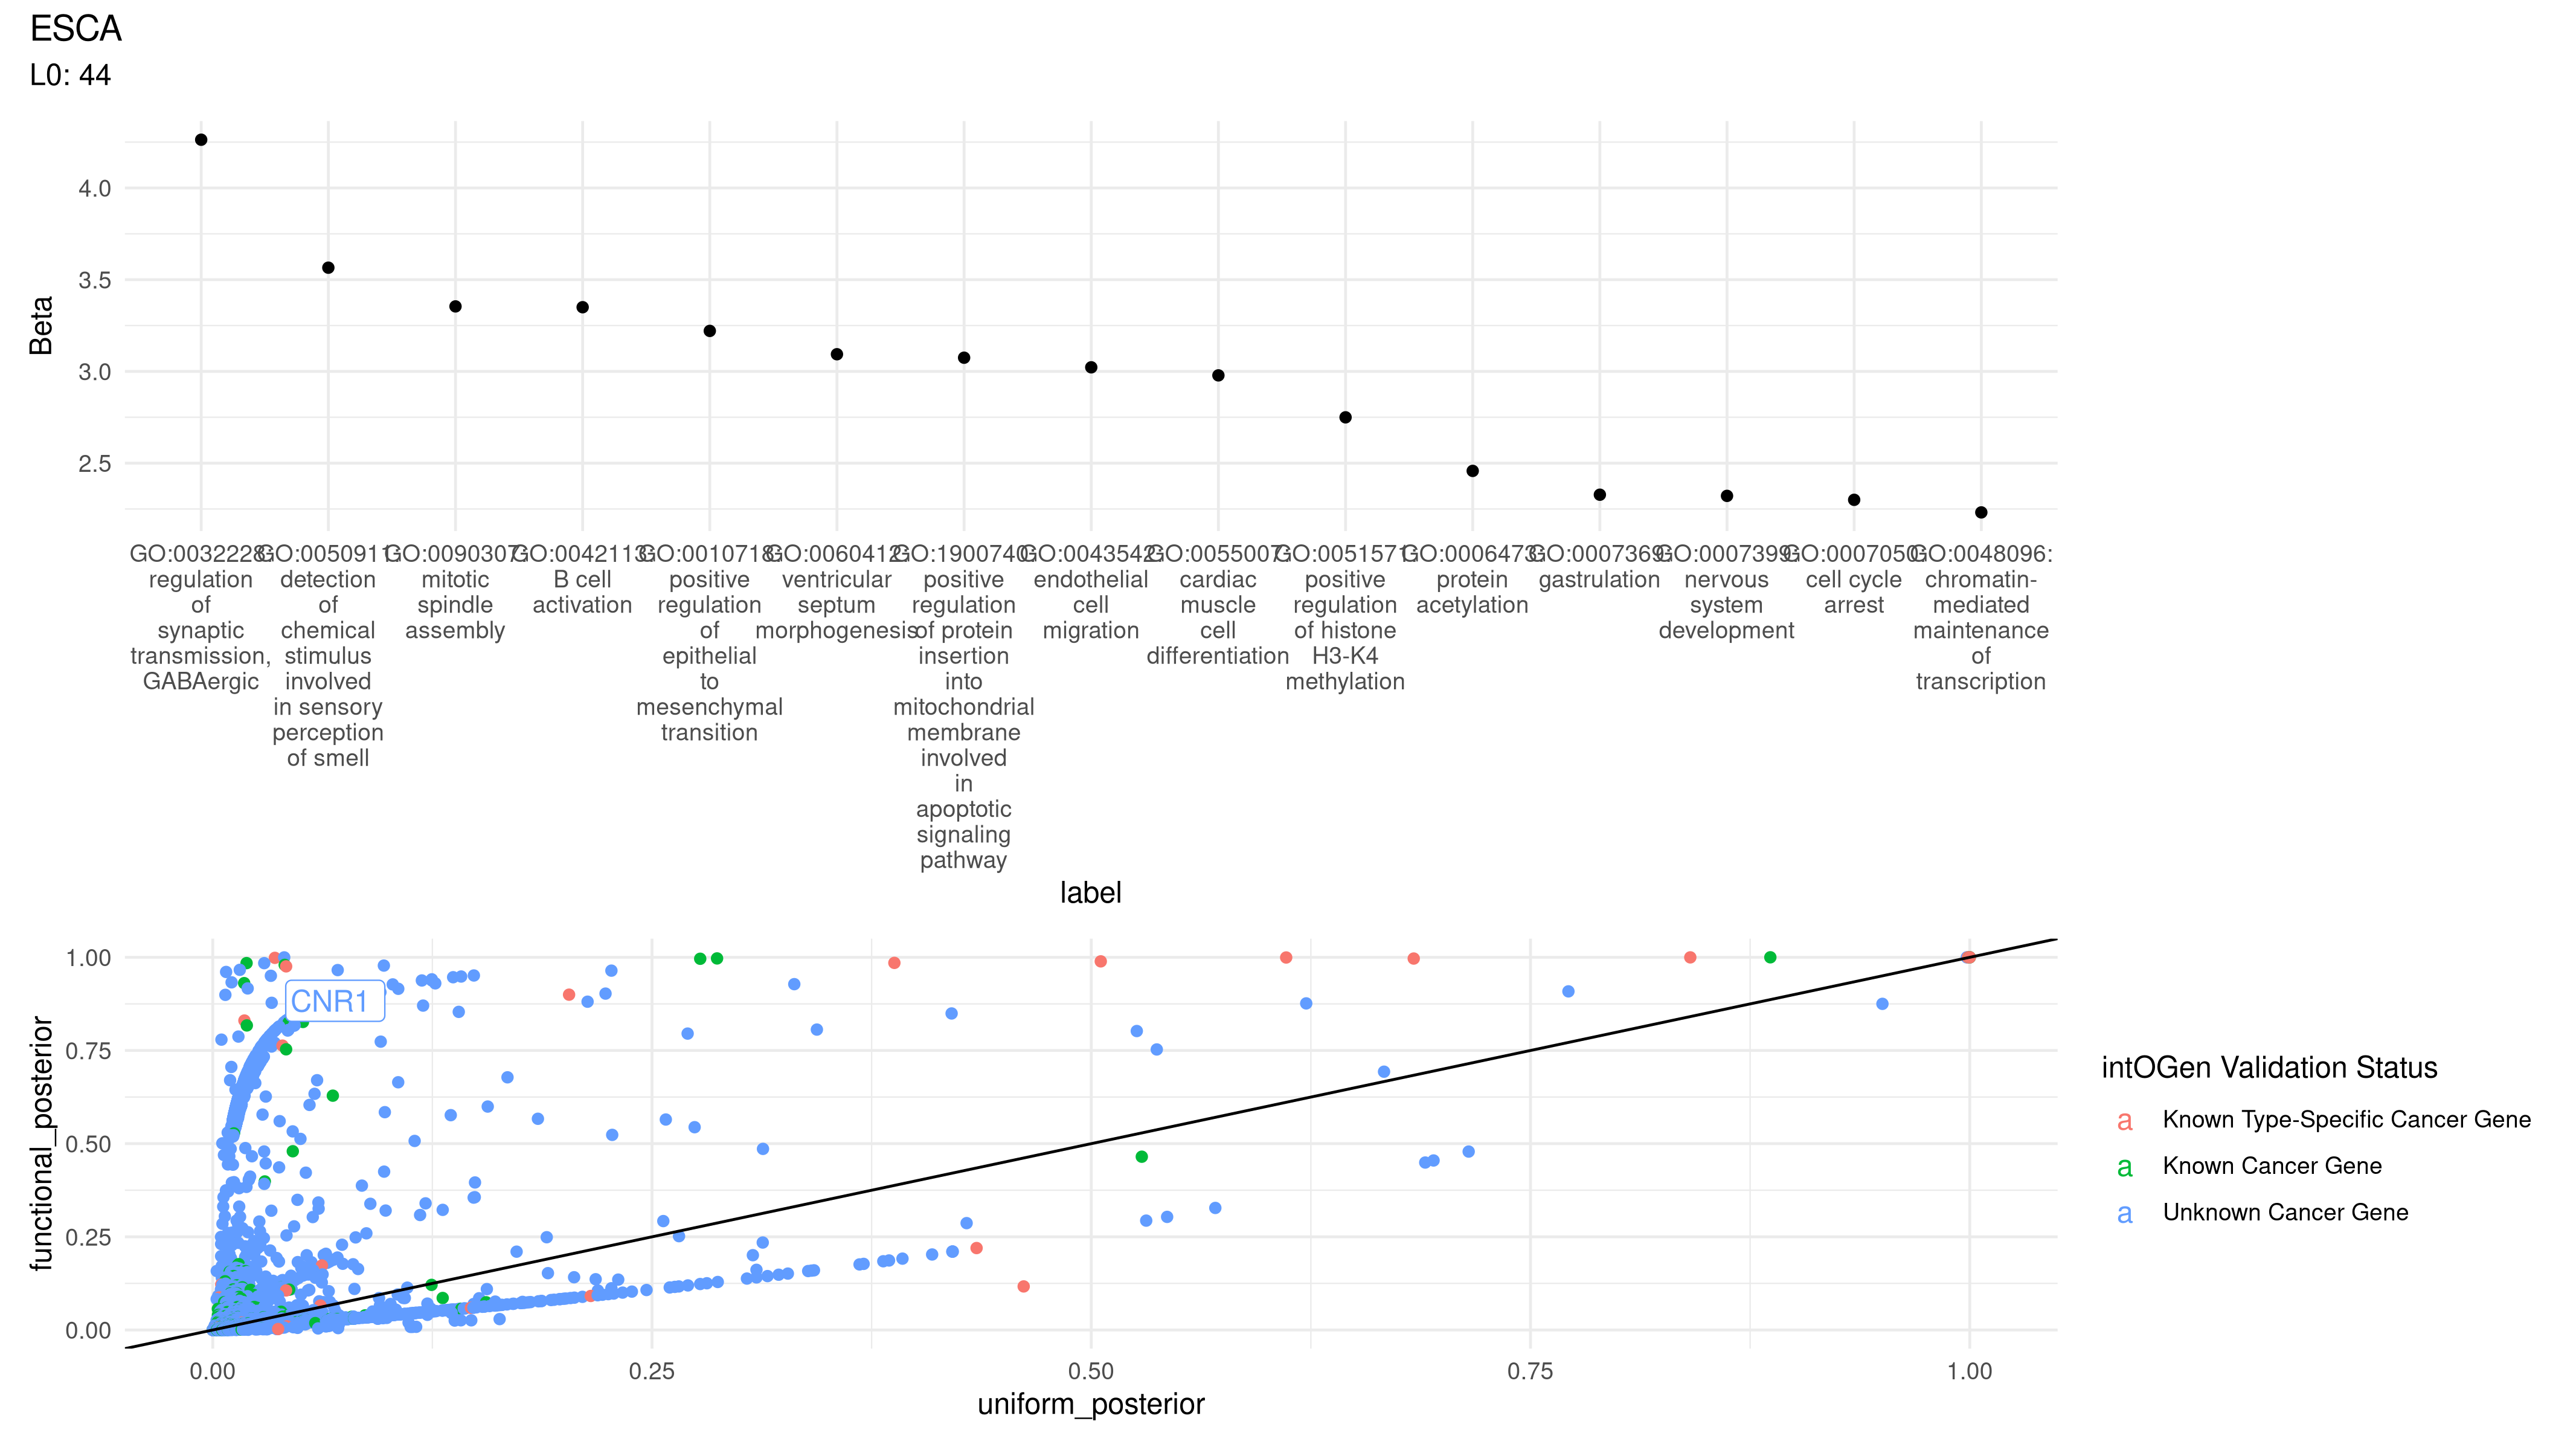 ESCA
L0: 44
Beta
4.0
3.5
3.0
2.5
GO:0032228:
regulation
of
synaptic
transmission,
GABAergic
GO:0050911:
detection
of
chemical
stimulus
involved
in sensory
perception
of smell
GO:0090307:
mitotic
spindle
assembly
GO:0042113:
B cell
activation
GO:0010718:
positive
regulation
of
epithelial
to
mesenchymal
transition
GO:0060412:
ventricular
septum
morphogenesis
GO:1900740:
positive
regulation
of protein
insertion
into
mitochondrial
membrane
involved
in
apoptotic
signaling
pathway
GO:0043542:
endothelial
cell
migration
GO:0055007:
cardiac
muscle
cell
differentiation
GO:0051571:
positive
regulation
of histone
H3-K4
methylation
GO:0006473:
protein
acetylation
GO:0007369:
gastrulation
GO:0007399:
nervous
system
development
GO:0007050:
cell cycle
arrest
GO:0048096:
chromatin-
mediated
maintenance
of
transcription
label
functional_posterior
1.00
0.75
0.50
0.25
0.00
CNR1
0.00
0.25
0.50
0.75
1.00
uniform_posterior
intOGen Validation Status
a Known Type-Specific Cancer Gene
a Known Cancer Gene
a Unknown Cancer Gene